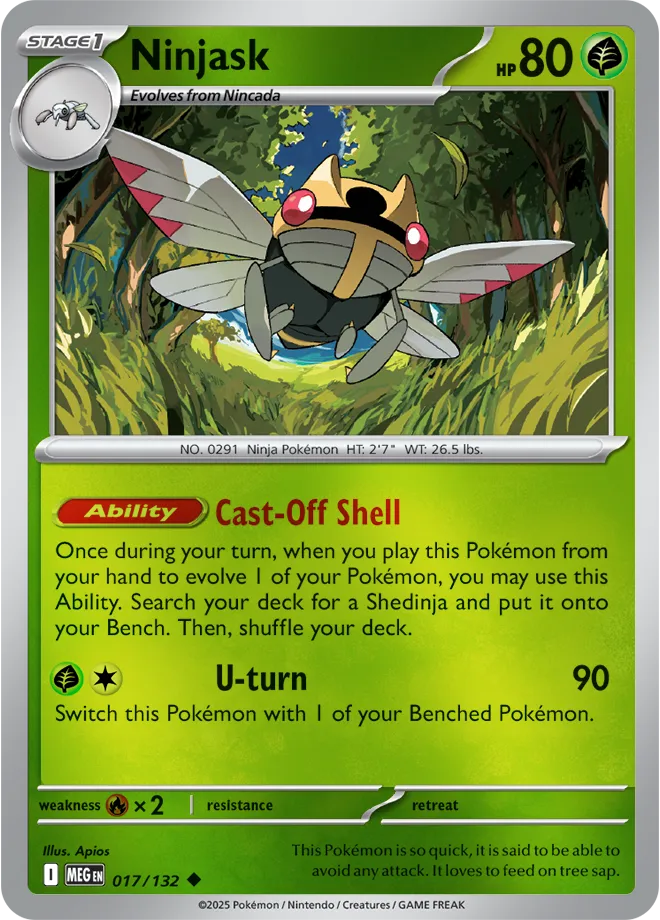 STAGE 1
Ninjask
HP 80
Evolves from Nincada
NO. 0291 Ninja Pokémon HT: 2'7" WT: 26.5 lbs.
Ability Cast-Off Shell
Once during your turn, when you play this Pokémon from
your hand to evolve 1 of your Pokémon, you may use this
Ability. Search your deck for a Shedinja and put it onto
your Bench. Then, shuffle your deck.
U-turn 90
Switch this Pokémon with 1 of your Benched Pokémon.
weakness ×2 resistance retreat
Illus. Apios
I MEG EN 017/132
This Pokémon is so quick, it is said to be able to
avoid any attack. It loves to feed on tree sap.
©2025 Pokémon / Nintendo / Creatures / GAME FREAK